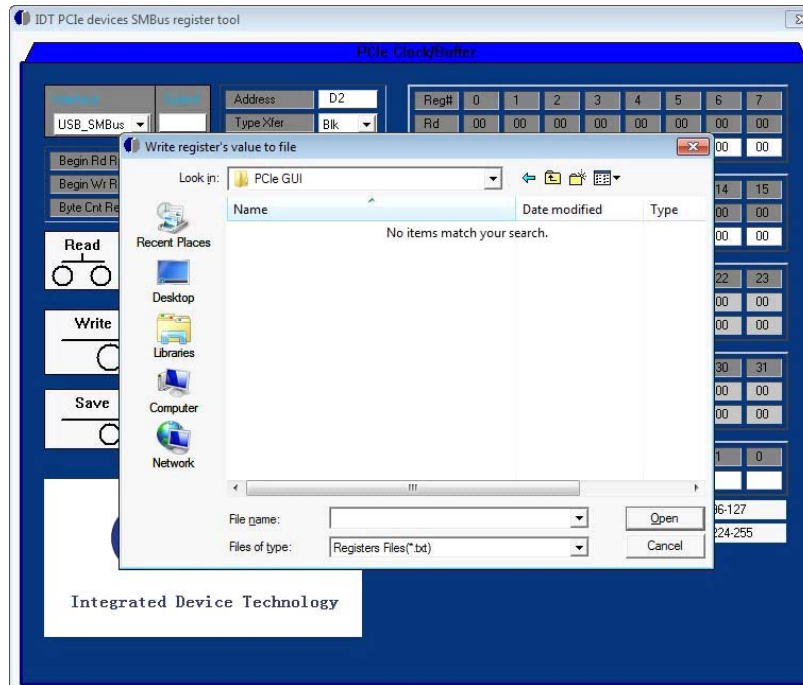 IDT PCIe devices SMBus register tool
PCIe Clock/Buffer
Address D2
Reg# 0 1 2 3 4 5 6 7
USB_SMBus
Type Xfer Blk
Rd 00 00 00 00 00 00 00 00
Write register's value to file
00 00
Begin Rd R
Look in: PCIe GUI
Begin Wr R
14 15
Byte Cnt Re
Name Date modified Type
00 00
No items match your search.
00 00
Read
Recent Places
Desktop
22 23
00 00
Write
00 00
Libraries
30 31
00 00
Save
Computer
00 00
Network
1 0
File name:
Open
96-127
Files of type: Registers Files(*.txt)
Cancel
224-255
Integrated Device Technology